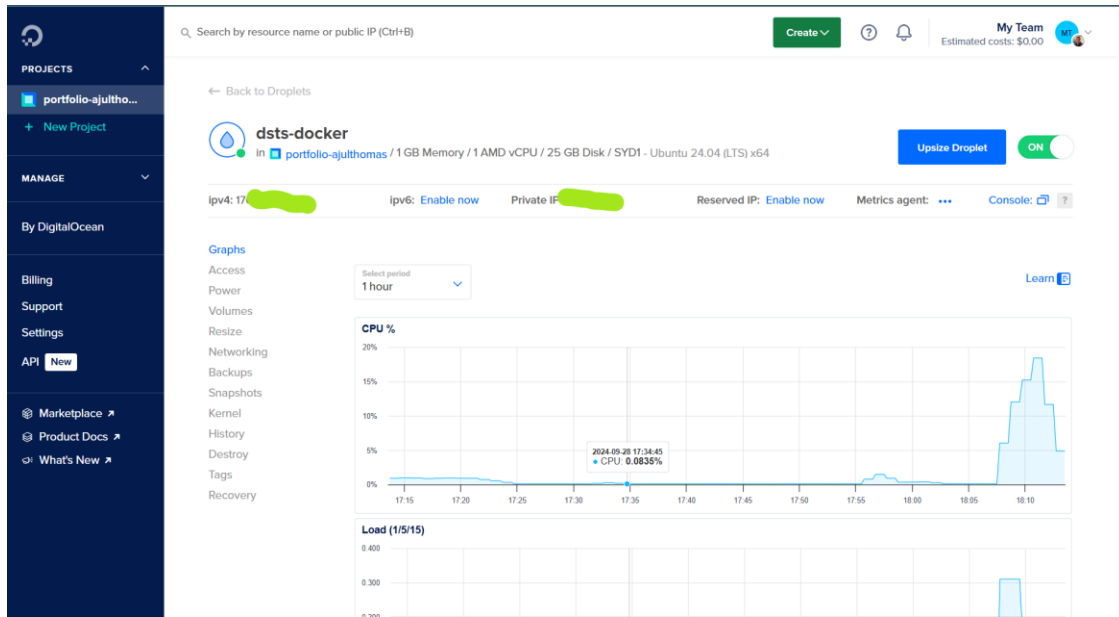 Search by resource name or public IP (Ctrl+B)
Create
?
My Team
Estimated costs: $0.00
MT
PROJECTS
portfolio-ajultho...
+ New Project
MANAGE
By DigitalOcean
Billing
Support
Settings
API New
Marketplace
Product Docs
What's New
← Back to Droplets
dsts-docker
in portfolio-ajulthomas / 1 GB Memory / 1 AMD vCPU / 25 GB Disk / SYD1 - Ubuntu 24.04 (LTS) x64
Upsize Droplet
ON
ipv4: ipv6: Enable now Private IP Reserved IP: Enable now Metrics agent: ••• Console: ?
Graphs
Access
Power
Volumes
Resize
Networking
Backups
Snapshots
Kernel
History
Destroy
Tags
Recovery
Select period
1 hour
Learn
CPU %
20%
15%
10%
5%
0%
2024-09-28 17:34:45
CPU: 0.0835%
17:15 17:20 17:25 17:30 17:35 17:40 17:45 17:50 17:55 18:00 18:05 18:10
Load (1/5/15)
0.400
0.300
0.200